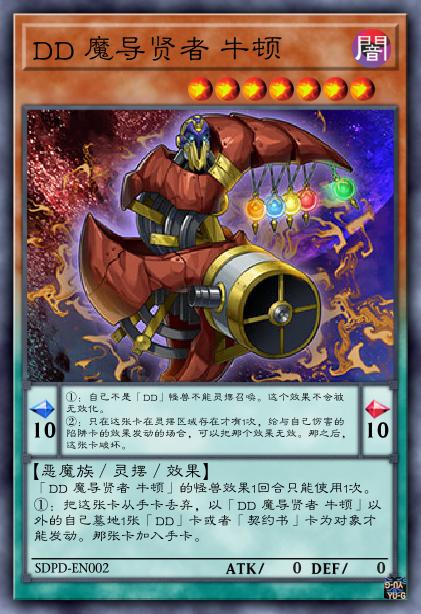 DD 魔导贤者 牛顿
闇
①：自己不是「DD」怪兽不能灵摆召唤。这个效果不会被
无效化。
②：只在这张卡在灵摆区域存在才有1次，给与自己伤害的
陷阱卡的效果发动的场合，可以把那个效果无效。那之后，
这张卡破坏。
10
10
【恶魔族／灵摆／效果】
「DD 魔导贤者 牛顿」的怪兽效果1回合只能使用1次。
①：把这张卡从手卡丢弃，以「DD 魔导贤者 牛顿」以
外的自己墓地1张「DD」卡或者「契约书」卡为对象才
能发动。那张卡加入手卡。
SDPD-EN002 ATK/ 0 DEF/ 0